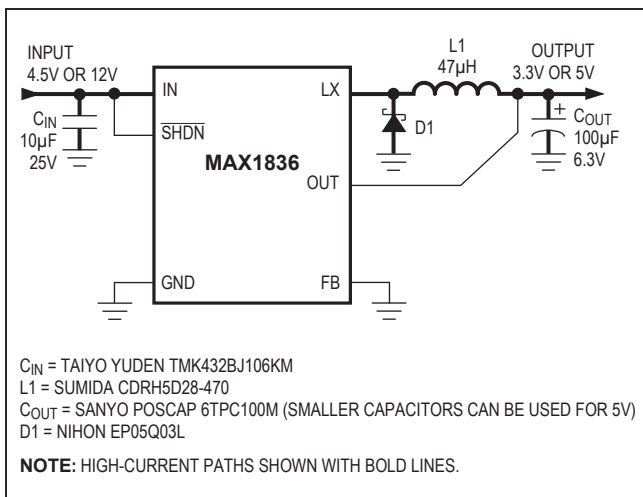 INPUT
4.5V OR 12V
L1
47µH
OUTPUT
3.3V OR 5V
IN
LX
CIN
10µF
25V
SHDN
D1
+
COUT
100µF
6.3V
MAX1836
OUT
GND
FB
CIN = TAIYO YUDEN TMK432BJ106KM
L1 = SUMIDA CDRH5D28-470
COUT = SANYO POSCAP 6TPC100M (SMALLER CAPACITORS CAN BE USED FOR 5V)
D1 = NIHON EP05Q03L
NOTE: HIGH-CURRENT PATHS SHOWN WITH BOLD LINES.